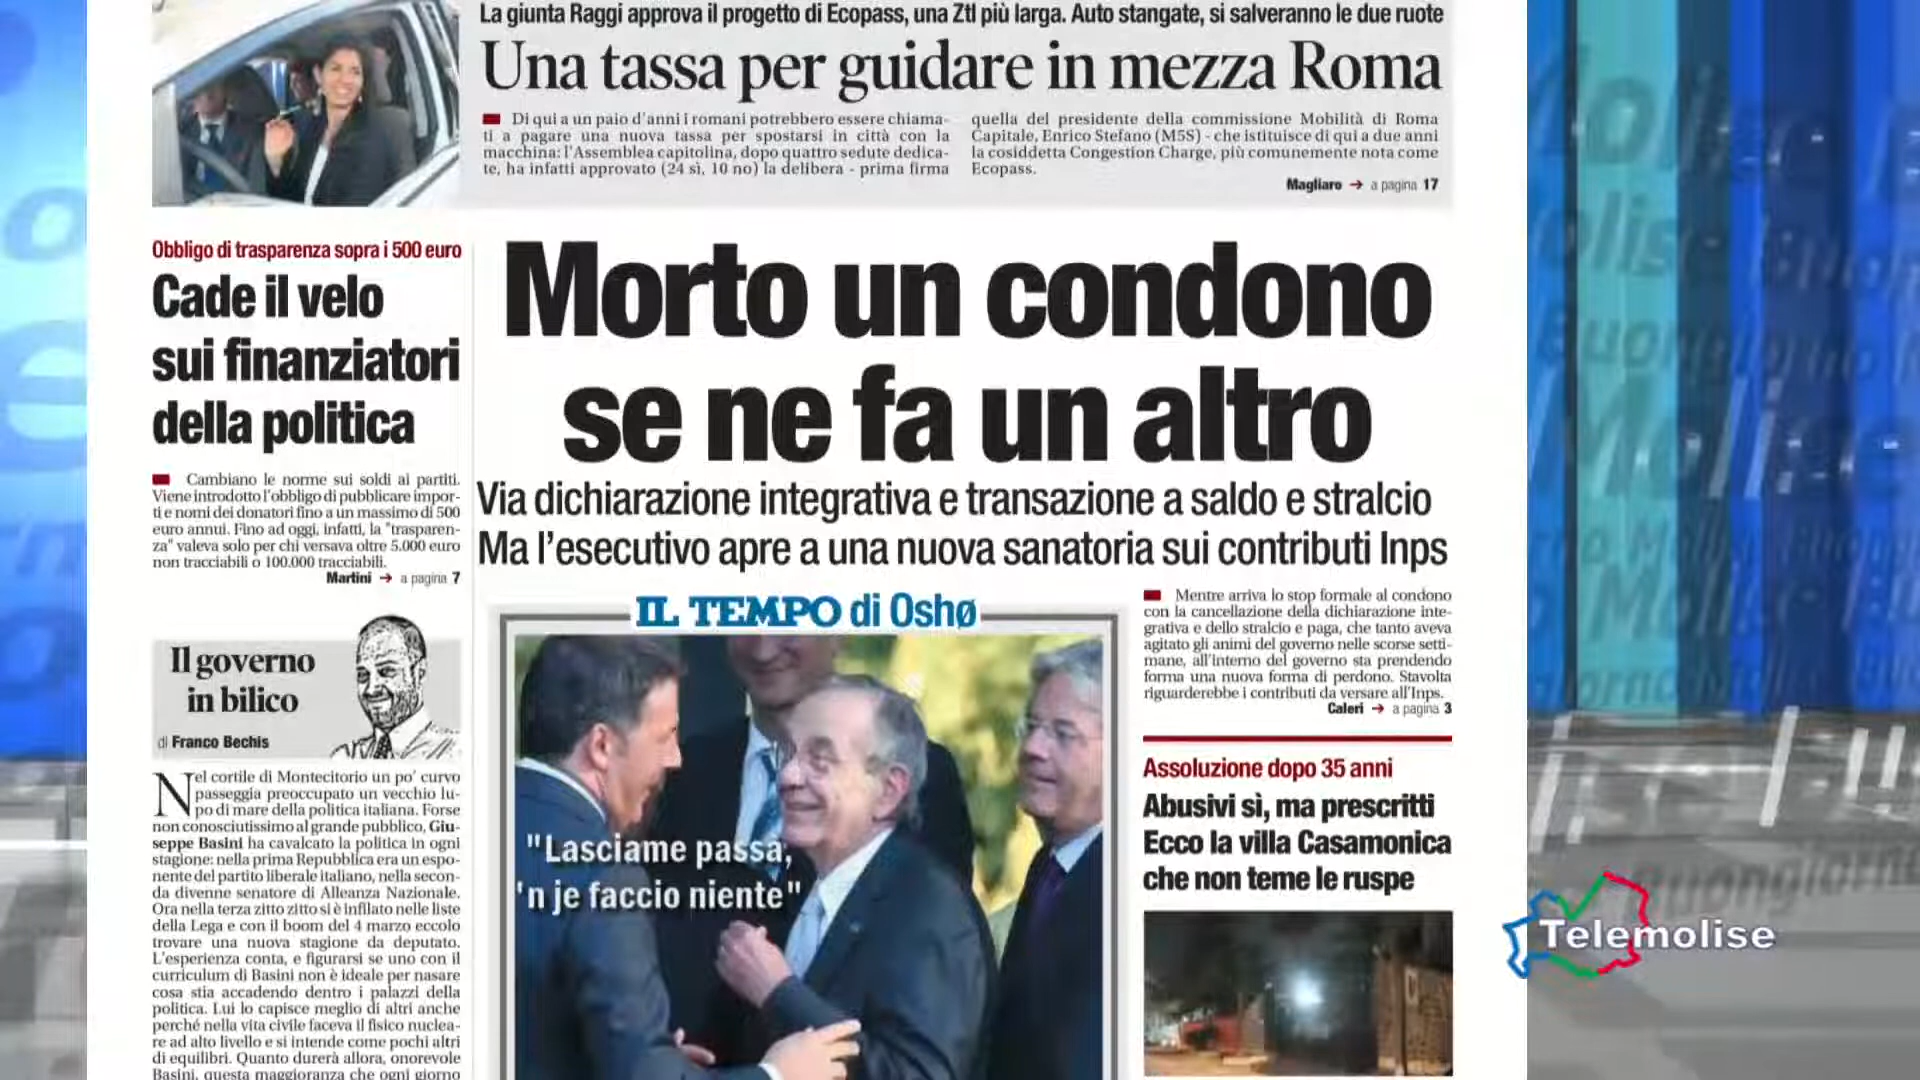 La giunta Raggi approva il progetto di Ecopass, una Ztl più larga. Auto stangate, si salveranno le due ruote
Una tassa per guidare in mezza Roma
Di qui a un paio d'anni i romani potrebbero essere chiama-
ti a pagare una nuova tassa per spostarsi in città con la
macchina: l'Assemblea capitolina, dopo quattro sedute dedica-
te, ha infatti approvato (24 sì, 10 no) la delibera - prima firma
quella del presidente della commissione Mobilità di Roma
Capitale, Enrico Stefano (M5S) - che istituisce di qui a due anni
la cosiddetta Congestion Charge, più comunemente nota come
Ecopass.
Magliaro → a pagina 17
Obbligo di trasparenza sopra i 500 euro
Cade il velo
sui finanziatori
della politica
Cambiano le norme sui soldi ai partiti.
Viene introdotto l'obbligo di pubblicare impor-
ti e nomi dei donatori fino a un massimo di 500
euro annui. Fino ad oggi, infatti, la "trasparen-
za" valeva solo per chi versava oltre 5.000 euro
non tracciabili o 100.000 tracciabili.
Martini → a pagina 7
Il governo
in bilico
di Franco Bechis
Nel cortile di Montecitorio un po' curvo
passeggia preoccupato un vecchio lu-
po di mare della politica italiana. Forse
non conosciutissimo al grande pubblico, Giu-
seppe Basini ha cavalcato la politica in ogni
stagione: nella prima Repubblica era un espo-
nente del partito liberale italiano, nella secon-
da divenne senatore di Alleanza Nazionale.
Ora nella terza zitto zitto si è infilato nelle liste
della Lega e con il boom del 4 marzo eccolo
trovare una nuova stagione da deputato.
L'esperienza conta, e figurarsi se uno con il
curriculum di Basini non è ideale per nasare
cosa stia accadendo dentro i palazzi della
politica. Lui lo capisce meglio di altri anche
perché nella vita civile faceva il fisico nuclea-
re ad alto livello e si intende come pochi altri
di equilibri. Quanto durerà allora, onorevole
Basini, questa maggioranza che ogni giorno
Morto un condono
se ne fa un altro
Via dichiarazione integrativa e transazione a saldo e stralcio
Ma l'esecutivo apre a una nuova sanatoria sui contributi Inps
IL TEMPO di Oshø
"Lasciame passà,
'n je faccio niente"
Mentre arriva lo stop formale al condono
con la cancellazione della dichiarazione inte-
grativa e dello stralcio e paga, che tanto aveva
agitato gli animi del governo nelle scorse setti-
mane, all'interno del governo sta prendendo
forma una nuova forma di perdono. Stavolta
riguarderebbe i contributi da versare all'Inps.
Caleri → a pagina 3
Assoluzione dopo 35 anni
Abusivi sì, ma prescritti
Ecco la villa Casamonica
che non teme le ruspe
Telemolise